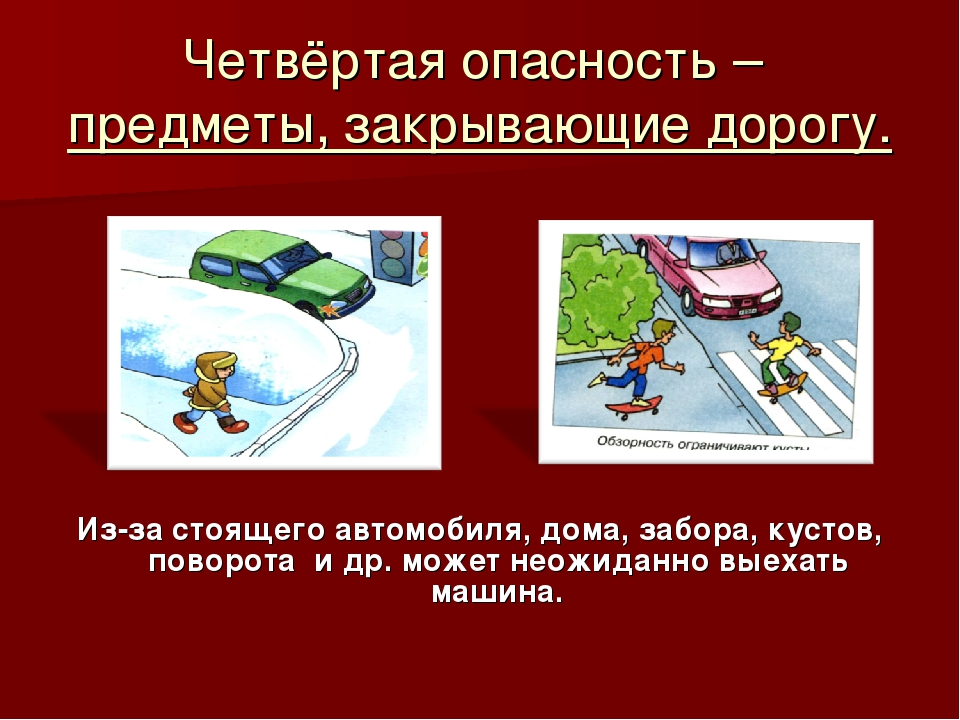 Четвёртая опасность –
предметы, закрывающие дорогу.
Обзорность ограничивают кусты
Из-за стоящего автомобиля, дома, забора, кустов,
поворота и др. может неожиданно выехать
машина.